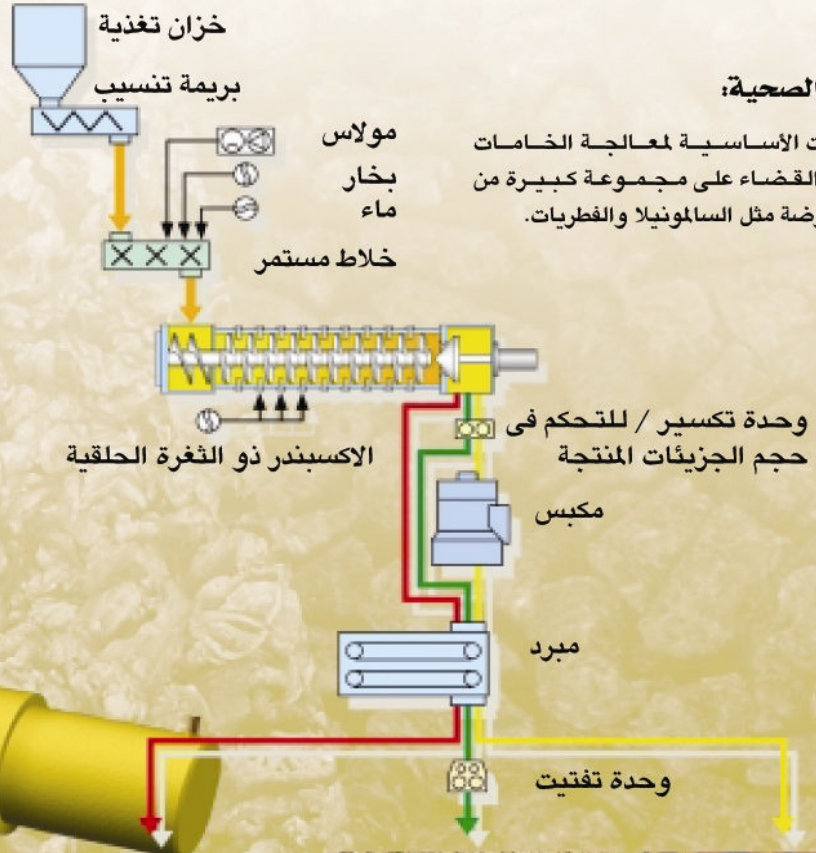 خزان تغذية
بريمة تنسيب
الصحية:
الأساسية لمعالجة الخامات
القضاء على مجموعة كبيرة من
مثل السالمونيلا والفطريات.
مولاس
بخار
ماء
خلاط مستمر
وحدة تكسير / للتحكم فى
حجم الجزيئات المنتجة
الاكسبندر ذو الثغرة الحلقية
مكبس
مبرد
وحدة تفتيت